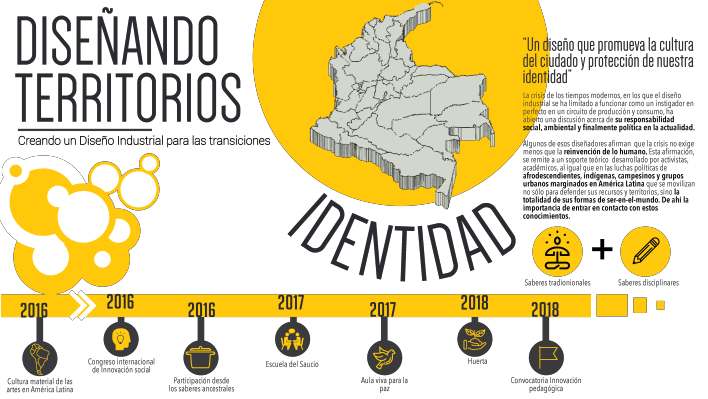 DISEÑANDO
TERRITORIOS
Creando un Diseño Industrial para las transiciones
IDENTIDAD
"Un diseño que promueva la cultura
del ciudado y protección de nuestra
identidad"
La crisis de los tiempos modernos, en los que el diseño
industrial se ha limitado a funcionar como un instigador en
perfecto en un circuito de producción y consumo, ha
abierto una discusión acerca de su responsabilidad
social, ambiental y finalmente política en la actualidad.
Algunos de esos diseñadores afirman que la crisis no exige
menos que la reinvención de lo humano. Esta afirmación,
se remite a un soporte teórico desarrollado por activistas,
académicos, al igual que en las luchas políticas de
afrodescendientes, indígenas, campesinos y grupos
urbanos marginados en América Latina que se movilizan
no sólo para defender sus recursos y territorios, sino la
totalidad de sus formas de ser-en-el-mundo. De ahí la
importancia de entrar en contacto con estos
conocimientos.
+
Saberes tradionionales
Saberes disciplinares
2016
Cultura material de las
artes en América Latina
2016
Congreso internacional
de Innovación social
2016
Participación desde
los saberes ancestrales
2017
Escuela del Saucio
2017
Aula viva para la
paz
2018
Huerta
2018
Convocatoria Innovación
pedagógica